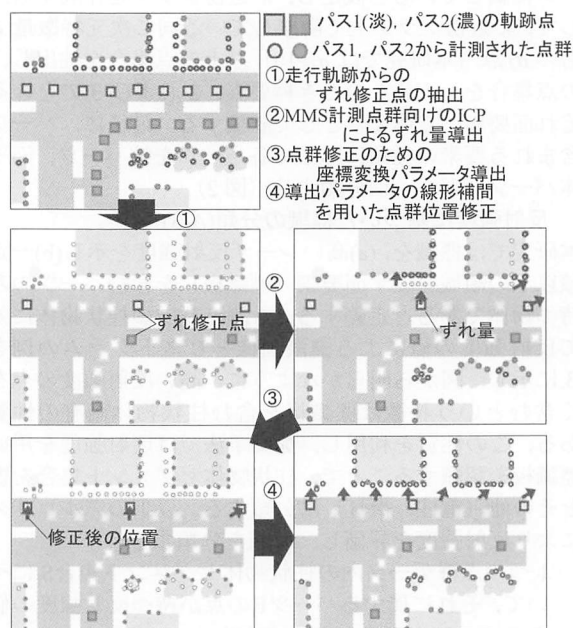 パス1(淡), パス2(濃)の軌跡点
パス1, パス2から計測された点群
①走行軌跡からの
ずれ修正点の抽出
②MMS計測点群向けのICP
によるずれ量導出
③点群修正のための
座標変換パラメータ導出
④導出パラメータの線形補間
を用いた点群位置修正
①
ずれ修正点
②
ずれ量
③
修正後の位置
④